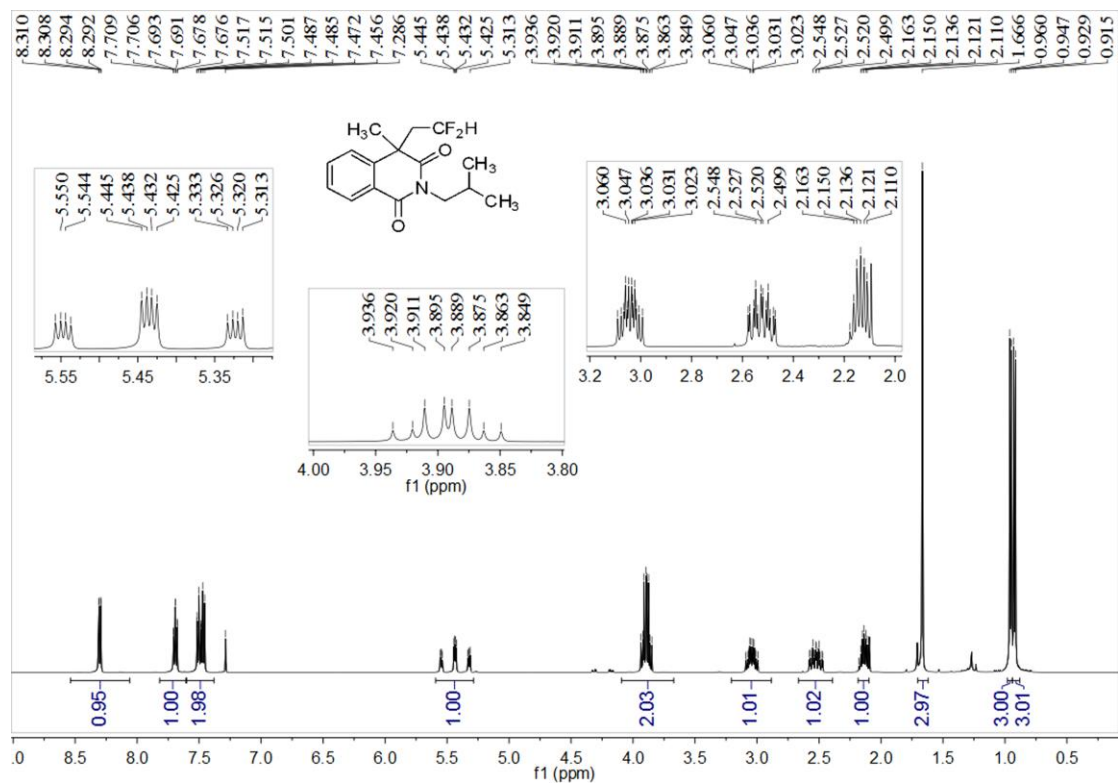 8.310 8.308 8.294 8.292 7.709 7.706 7.693 7.691 7.678 7.676 7.517 7.515 7.501 7.487 7.485 7.472 7.456 7.286 5.445 5.438 5.432 5.425 5.313 3.936 3.920 3.911 3.895 3.889 3.875 3.863 3.849 3.060 3.047 3.036 3.031 3.023 2.548 2.527 2.520 2.499 2.163 2.150 2.136 2.121 2.110 1.666 0.960 0.947 0.929 0.915
H3C CF2H
O
CH3
N CH3
O
5.550 5.544 5.445 5.438 5.432 5.425 5.333 5.326 5.320 5.313
5.55 5.45 5.35
3.936 3.920 3.911 3.895 3.889 3.875 3.863 3.849
4.00 3.95 3.90 3.85 3.80
f1 (ppm)
3.060 3.047 3.036 3.031 3.023 2.548 2.527 2.520 2.499 2.163 2.150 2.136 2.121 2.110
3.2 3.0 2.8 2.6 2.4 2.2 2.0
0.95 1.00 1.98 1.00 2.03 1.01 1.02 1.00 2.97 3.00 3.01
.0 8.5 8.0 7.5 7.0 6.5 6.0 5.5 5.0 4.5 4.0 3.5 3.0 2.5 2.0 1.5 1.0 0.5
f1 (ppm)